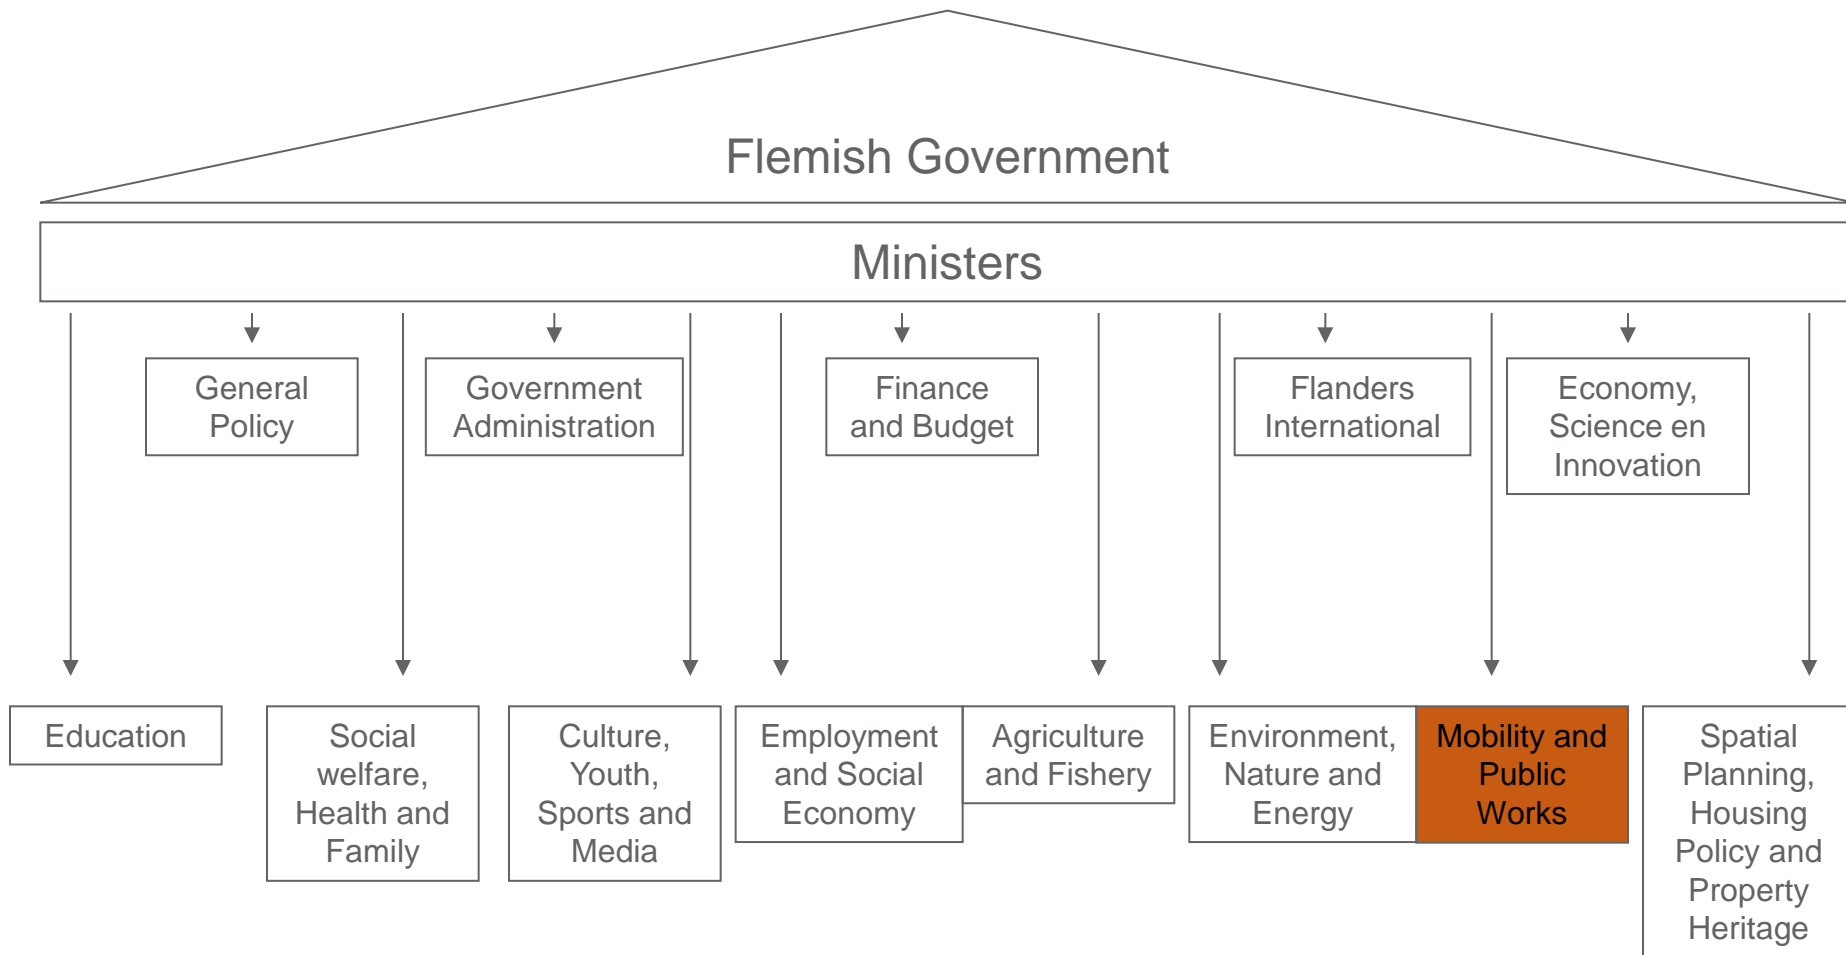 Flemish Government
Ministers
General
Policy
Government
Administration
Finance
and Budget
Flanders
International
Economy,
Science en
Innovation
Education
Social
welfare,
Health and
Family
Culture,
Youth,
Sports and
Media
Employment
and Social
Economy
Agriculture
and Fishery
Environment,
Nature and
Energy
Mobility and
Public
Works
Spatial
Planning,
Housing
Policy and
Property
Heritage